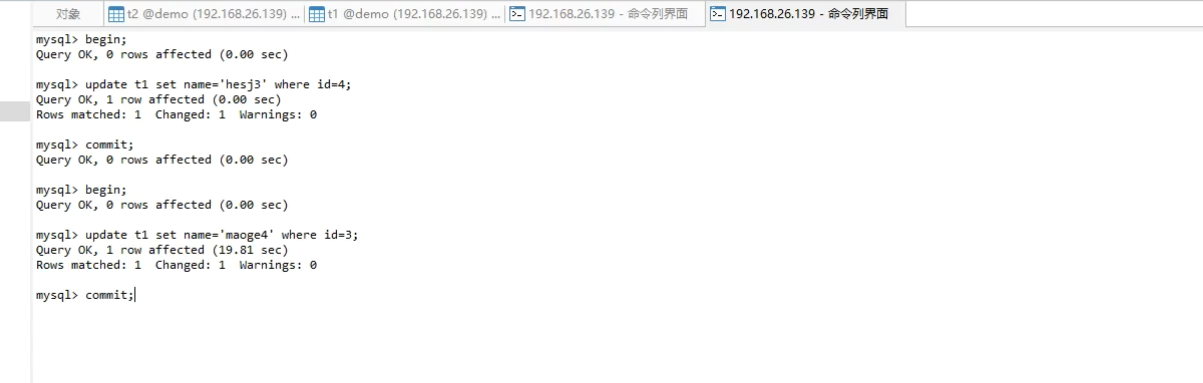 对象 t2 @demo (192.168.26.139) ... t1 @demo (192.168.26.139) ... 192.168.26.139 - 命令列界面 192.168.26.139 - 命令列界面
mysql> begin;
Query OK, 0 rows affected (0.00 sec)
mysql> update t1 set name='hesj3' where id=4;
Query OK, 1 row affected (0.00 sec)
Rows matched: 1  Changed: 1  Warnings: 0
mysql> commit;
Query OK, 0 rows affected (0.00 sec)
mysql> begin;
Query OK, 0 rows affected (0.00 sec)
mysql> update t1 set name='maoge4' where id=3;
Query OK, 1 row affected (19.81 sec)
Rows matched: 1  Changed: 1  Warnings: 0
mysql> commit;